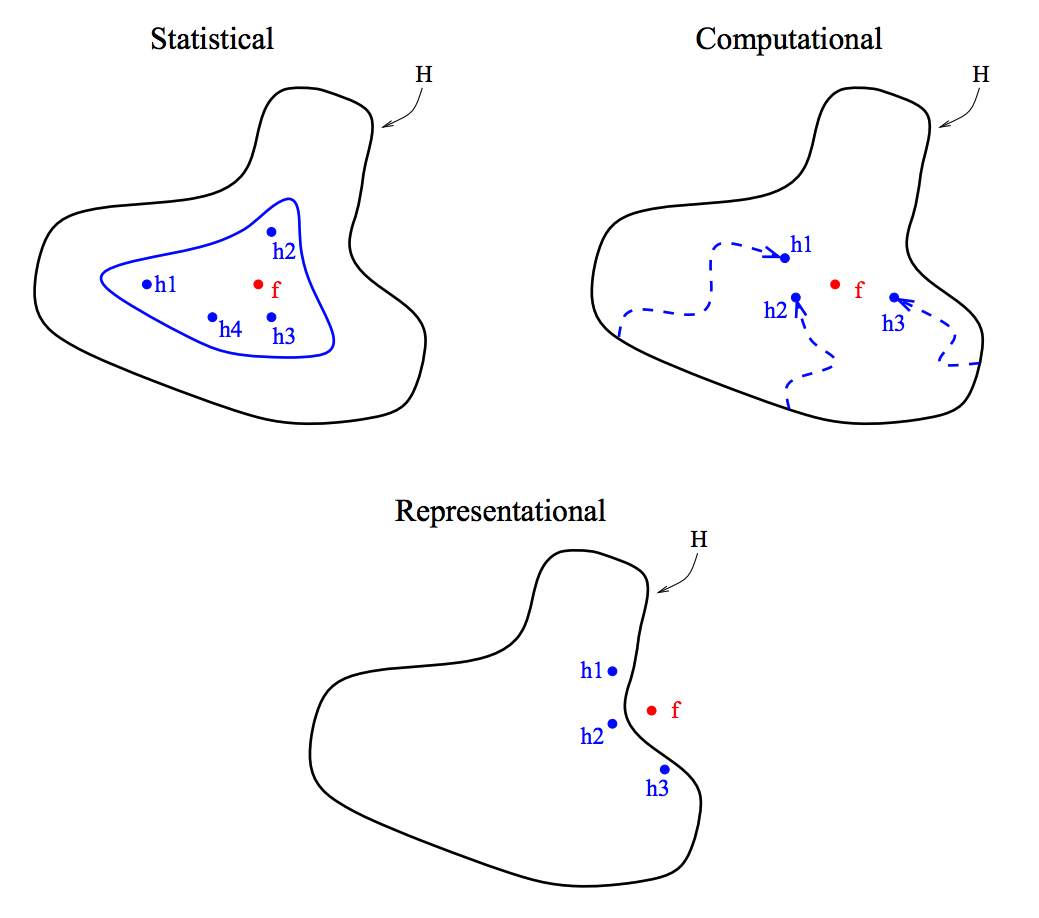 Statistical
H
h2
h1
f
h4
h3
Computational
H
h1
f
h2
h3
Representational
H
h1
f
h2
h3